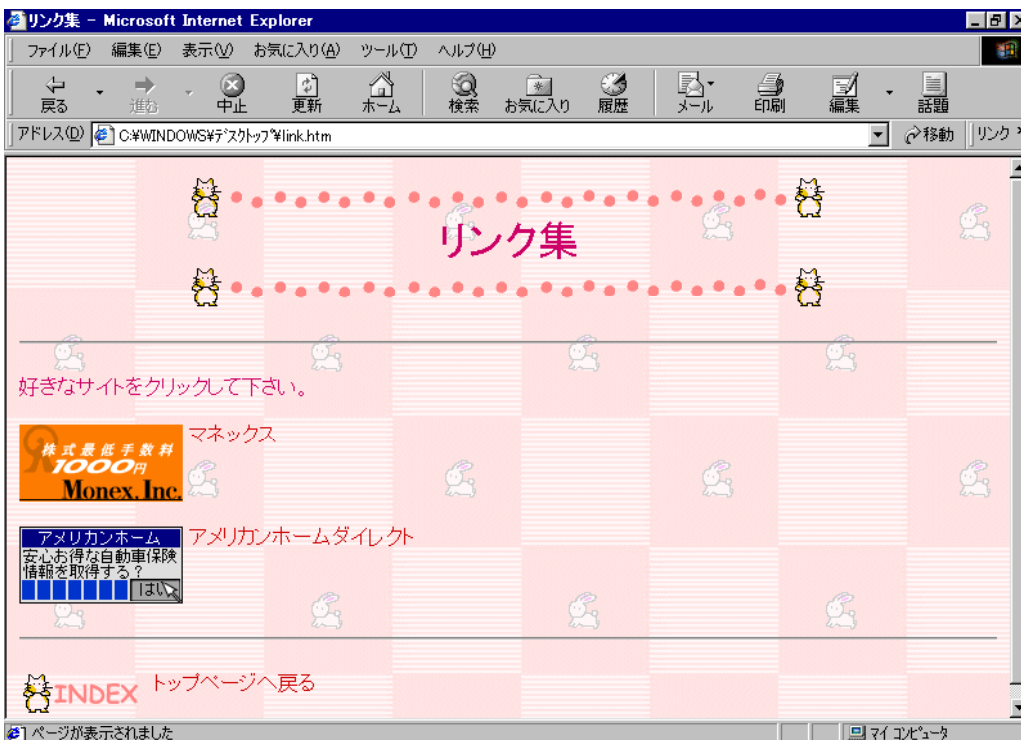 リンク集 - Microsoft Internet Explorer
ファイル(F) 編集(E) 表示(V) お気に入り(A) ツール(T) ヘルプ(H)
戻る 進む 中止 更新 ホーム 検索 お気に入り 履歴 メール 印刷 編集 話題
アドレス(D) C:¥WINDOWS¥デスクトップ¥link.htm 移動 リンク
リンク集
好きなサイトをクリックして下さい。
株式最低手数料
1000円
Monex, Inc.
マネックス
アメリカンホーム
安心お得な自動車保険
情報を取得する?
はい
アメリカンホームダイレクト
INDEX トップページへ戻る
ページが表示されました マイ コンピュータ